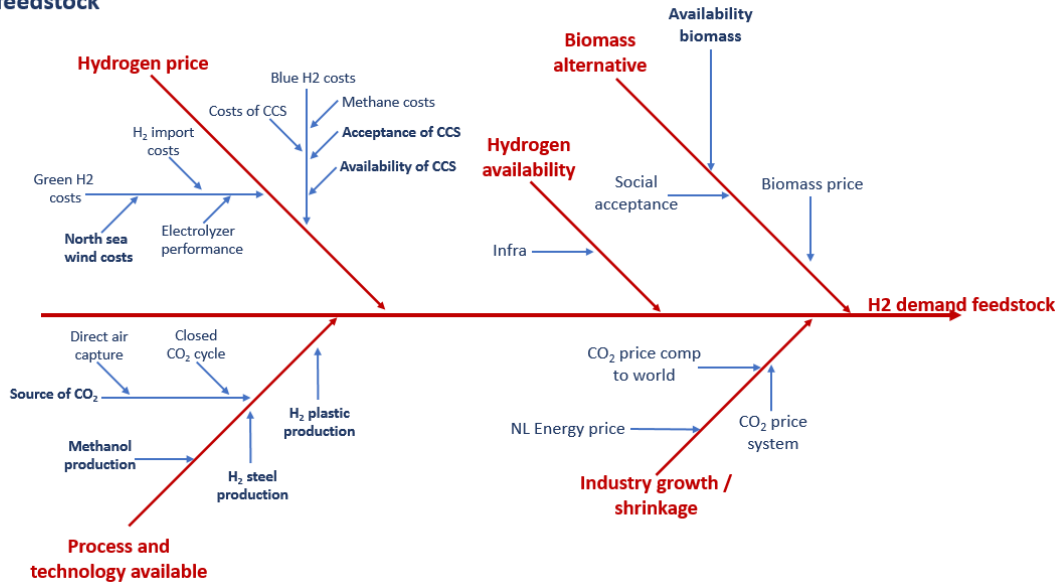 feedstock
Hydrogen price
Blue H2 costs
Costs of CCS
Methane costs
Acceptance of CCS
Availability of CCS
H₂ import
costs
Green H2
costs
North sea
wind costs
Electrolyzer
performance
Hydrogen
availability
Infra
Biomass
alternative
Availability
biomass
Social
acceptance
Biomass price
H2 demand feedstock
Direct air
capture
Closed
CO₂ cycle
Source of CO₂
Methanol
production
H₂ steel
production
H₂ plastic
production
Process and
technology available
CO₂ price comp
to world
NL Energy price
CO₂ price
system
Industry growth /
shrinkage